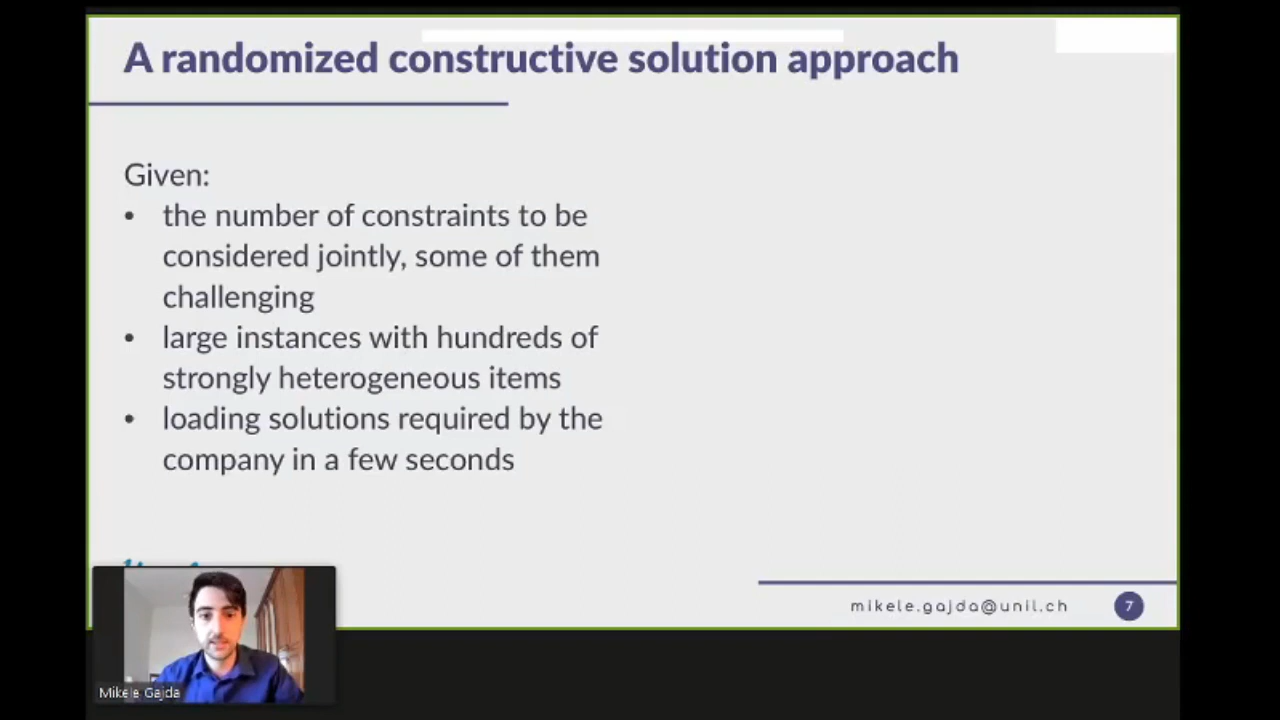 A randomized constructive solution approach
Given:
• the number of constraints to be
considered jointly, some of them
challenging
• large instances with hundreds of
strongly heterogeneous items
• loading solutions required by the
company in a few seconds
mikele.gajda@unil.ch
7
Mikele Gajda